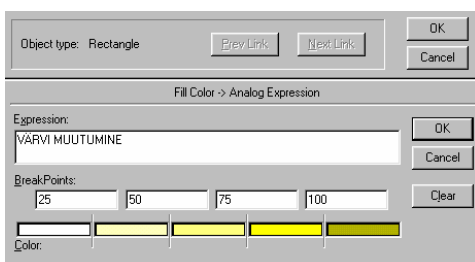 Object type: Rectangle
Prev Link
Next Link
OK
Cancel
Fill Color -> Analog Expression
Expression:
VÄRVI MUUTUMINE
OK
Cancel
BreakPoints:
25 50 75 100
Clear
Color: